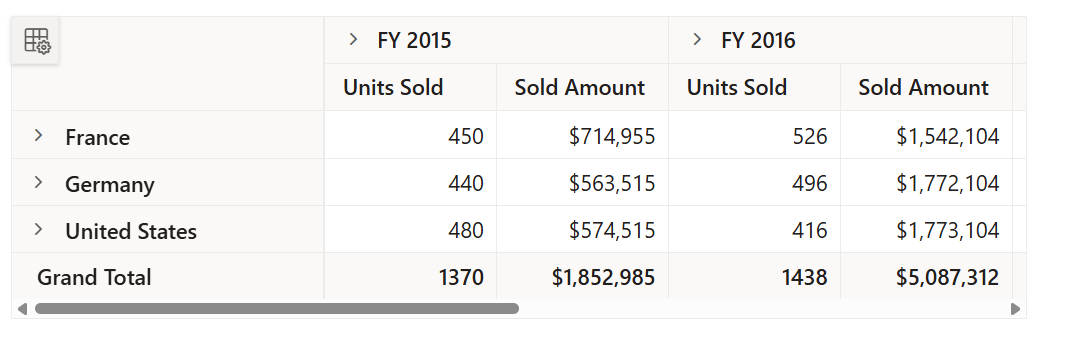 FY 2015 FY 2016
Units Sold Sold Amount Units Sold Sold Amount
France 450 $714,955 526 $1,542,104
Germany 440 $563,515 496 $1,772,104
United States 480 $574,515 416 $1,773,104
Grand Total 1370 $1,852,985 1438 $5,087,312